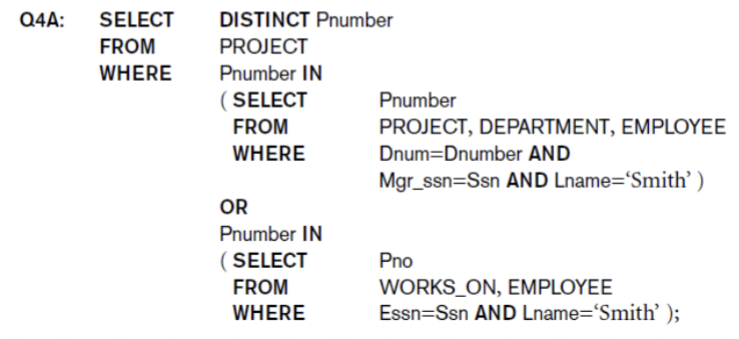 Q4A: SELECT DISTINCT Pnumber
FROM PROJECT
WHERE Pnumber IN
( SELECT Pnumber
FROM PROJECT, DEPARTMENT, EMPLOYEE
WHERE Dnum=Dnumber AND
Mgr_ssn=Ssn AND Lname=‘Smith’ )
OR
Pnumber IN
( SELECT Pno
FROM WORKS_ON, EMPLOYEE
WHERE Essn=Ssn AND Lname=‘Smith’ );